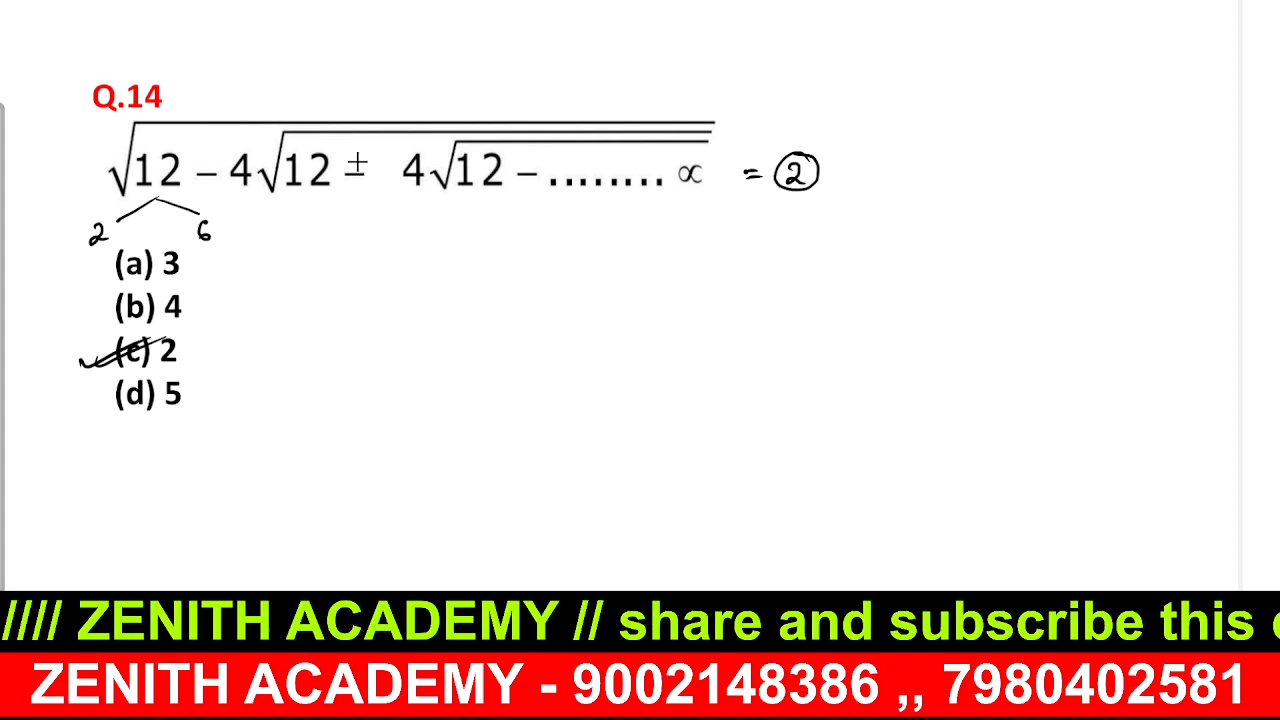 Q.14
√12 – 4√12 ± 4√12 – ........ ∝ = 2
2 6
(a) 3
(b) 4
(c) 2
(d) 5
//// ZENITH ACADEMY // share and subscribe this
ZENITH ACADEMY - 9002148386 ,, 7980402581